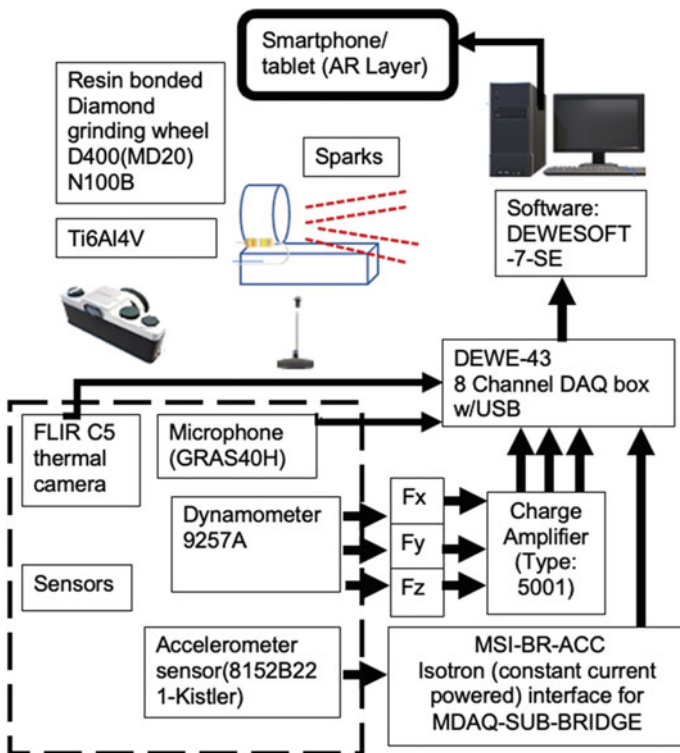 Smartphone/
tablet (AR Layer)
Resin bonded
Diamond
grinding wheel
D400(MD20)
N100B
Sparks
Ti6Al4V
Software:
DEWESOFT
-7-SE
DEWE-43
8 Channel DAQ box
w/USB
FLIR C5
thermal
camera
Microphone
(GRAS40H)
Dynamometer
9257A
Fx
Fy
Fz
Charge
Amplifier
(Type:
5001)
Sensors
Accelerometer
sensor(8152B22
1-Kistler)
MSI-BR-ACC
Isotron (constant current
powered) interface for
MDAQ-SUB-BRIDGE